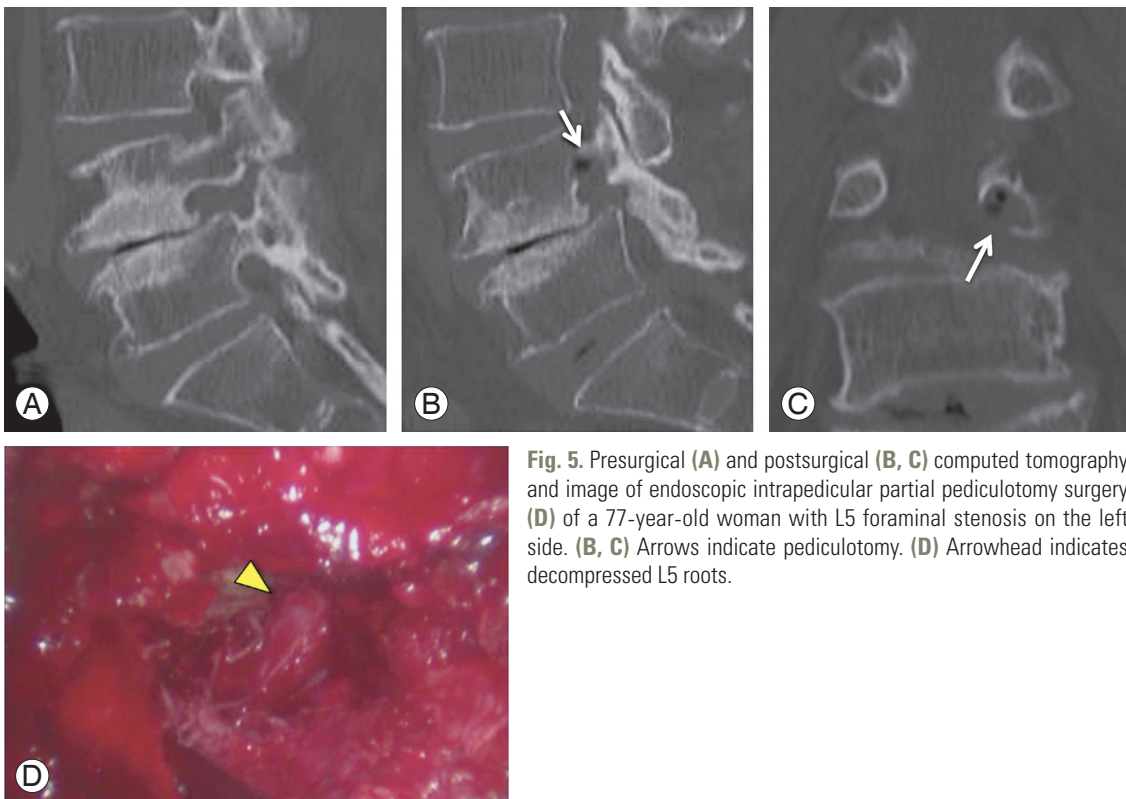 A
B
C
D
Fig. 5. Presurgical (A) and postsurgical (B, C) computed tomography
and image of endoscopic intrapedicular partial pediculotomy surgery
(D) of a 77-year-old woman with L5 foraminal stenosis on the left
side. (B, C) Arrows indicate pediculotomy. (D) Arrowhead indicates
decompressed L5 roots.